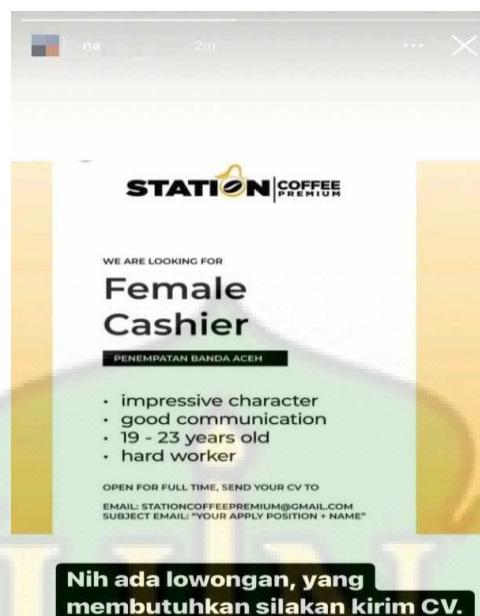 na
2m
STATION COFFEE
PREMIUM
WE ARE LOOKING FOR
Female
Cashier
PENEMPATAN BANDA ACEH
• impressive character
• good communication
• 19 - 23 years old
• hard worker
OPEN FOR FULL TIME, SEND YOUR CV TO
EMAIL: STATIONCOFFEEPREMIUM@GMAIL.COM
SUBJECT EMAIL: "YOUR APPLY POSITION + NAME"
Nih ada lowongan, yang
membutuhkan silakan kirim CV.